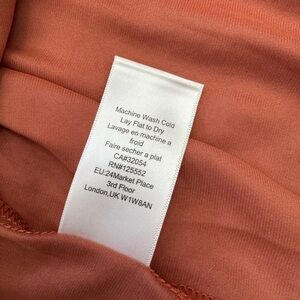 Machine Wash Cold
Lay Flat to Dry
Lavage en machine a
froid
Faire secher a plat
CA#32054
RN#125552
EU:24Market Place
3rd Floor
London,UK W1W8AN